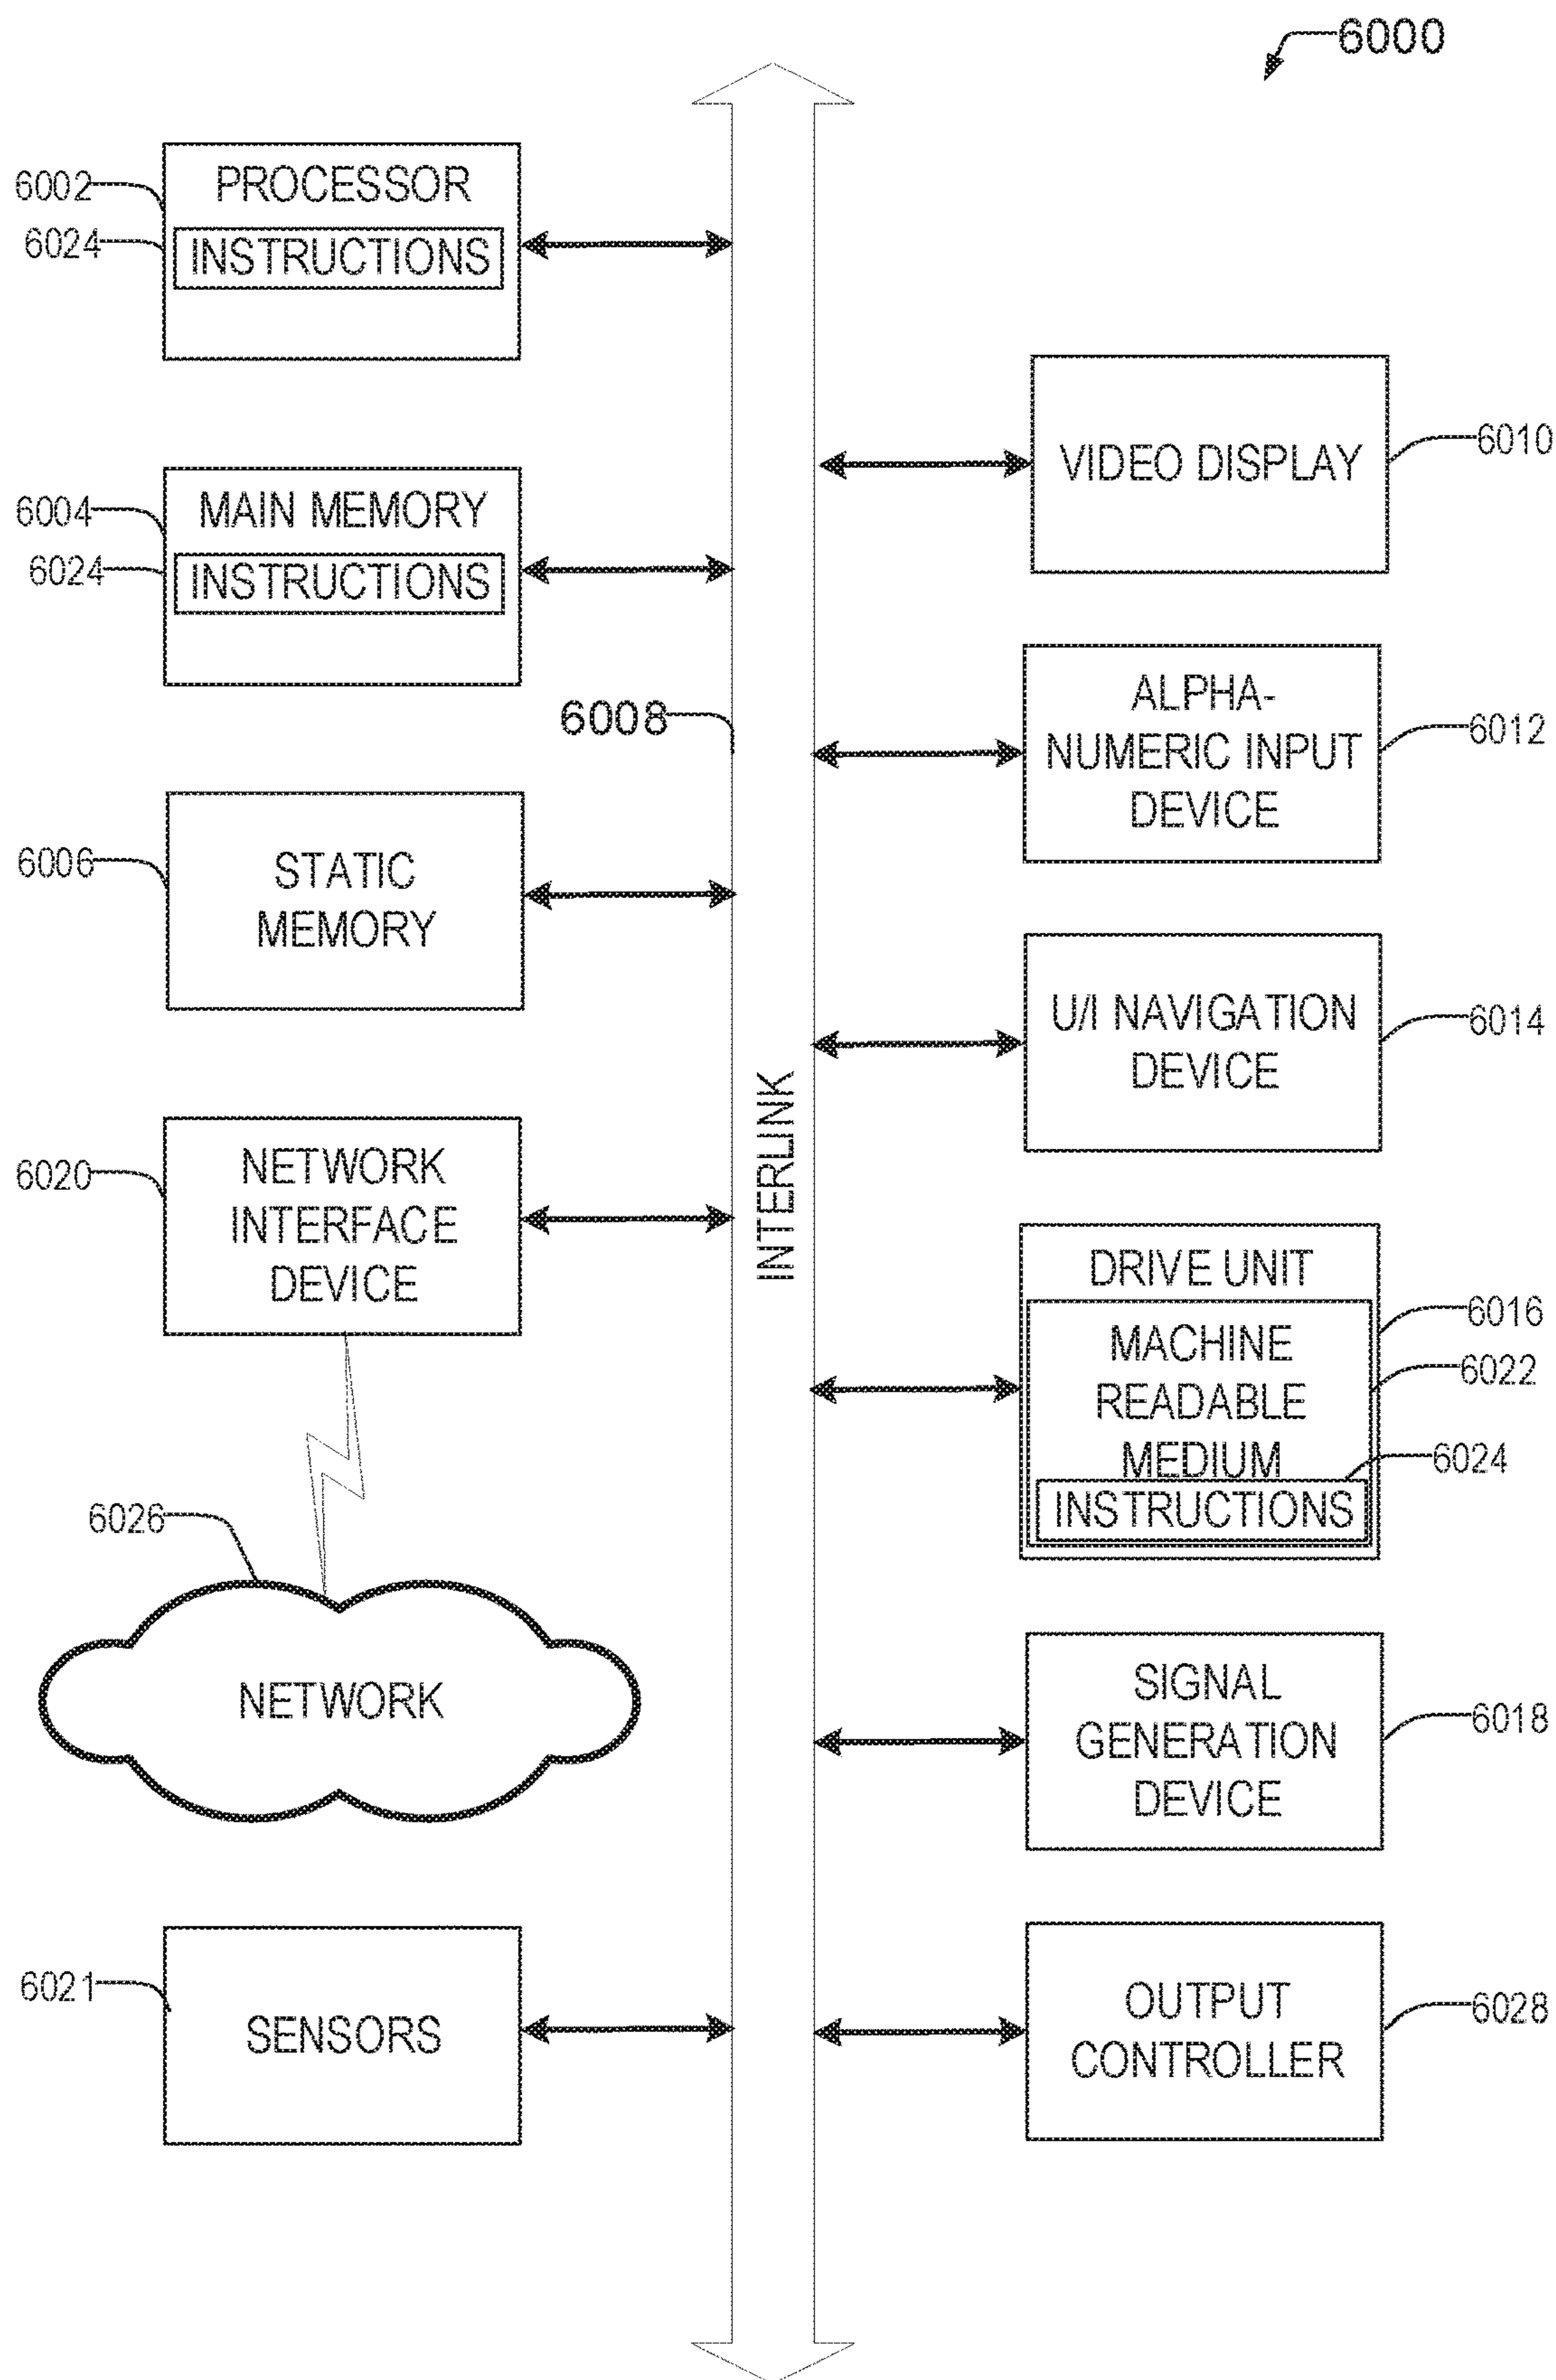 6000
PROCESSOR
6002
6024
INSTRUCTIONS
MAIN MEMORY
6004
6024
INSTRUCTIONS
6008
STATIC
MEMORY
6006
NETWORK
INTERFACE
DEVICE
6020
6026
NETWORK
6021
SENSORS
INTERLINK
VIDEO DISPLAY
6010
ALPHA-
NUMERIC INPUT
DEVICE
6012
U/I NAVIGATION
DEVICE
6014
DRIVE UNIT
6016
MACHINE
READABLE
MEDIUM
6022
6024
INSTRUCTIONS
SIGNAL
GENERATION
DEVICE
6018
OUTPUT
CONTROLLER
6028